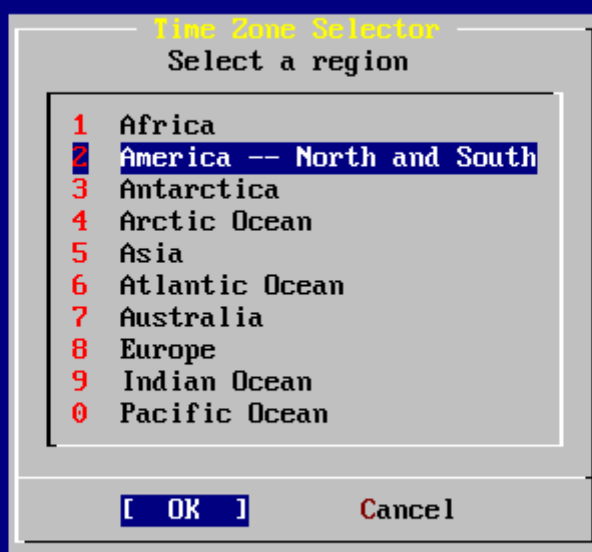 Time Zone Selector
Select a region
1 Africa
2 America -- North and South
3 Antarctica
4 Arctic Ocean
5 Asia
6 Atlantic Ocean
7 Australia
8 Europe
9 Indian Ocean
0 Pacific Ocean
[ OK ] Cancel